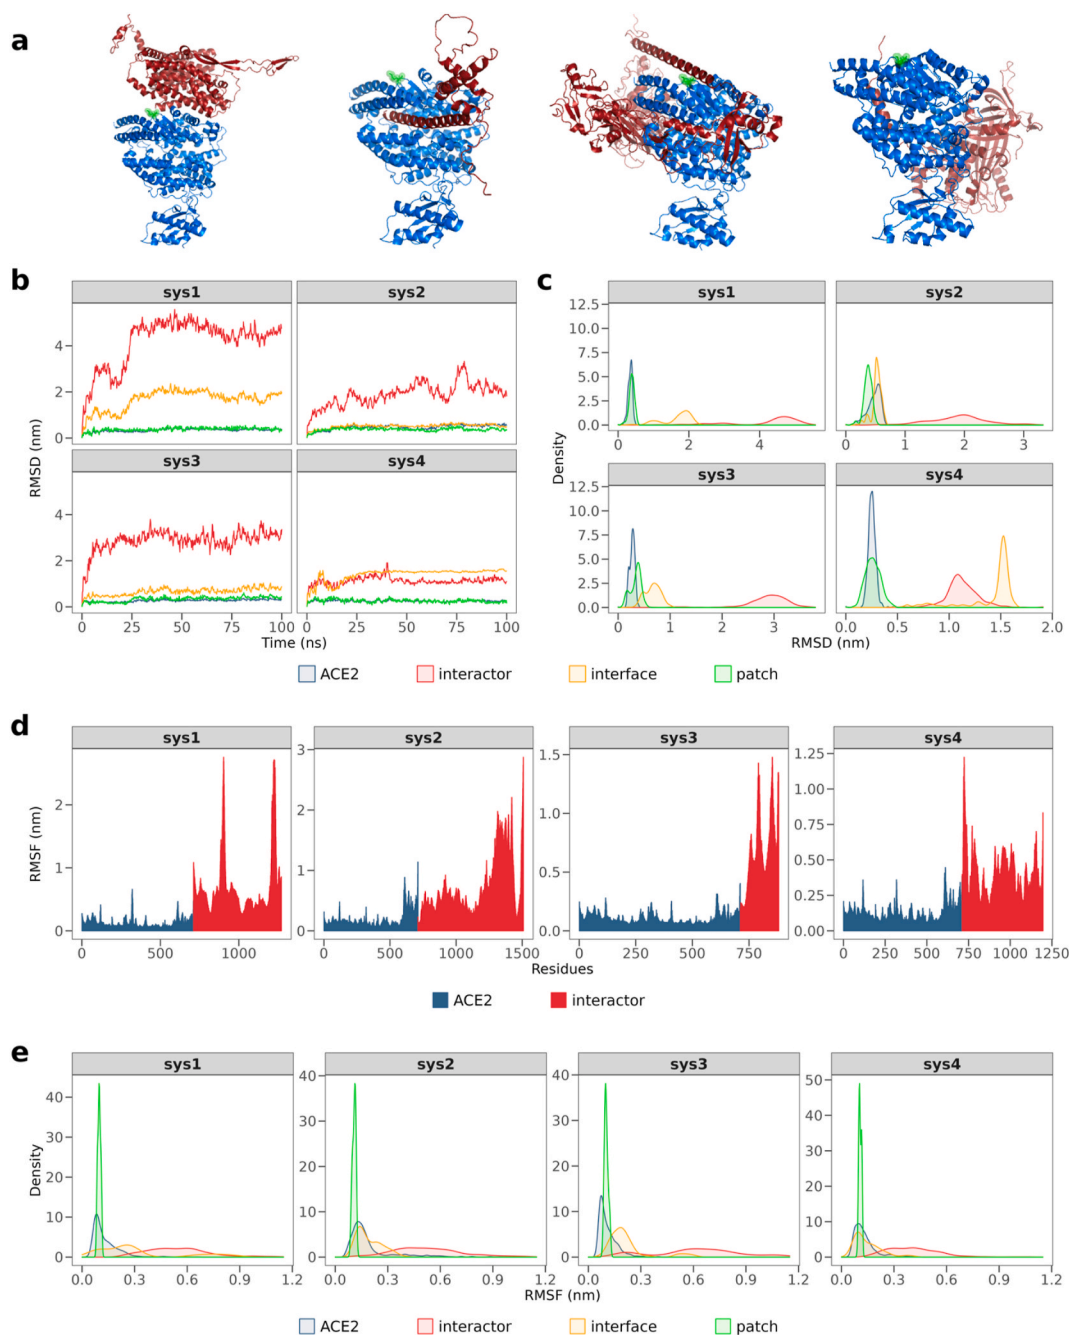 a
b
c
sys1 sys2
4
2
0
sys3 sys4
4
2
0
RMSD (nm)
0 25 50 75 100 0 25 50 75 100
Time (ns)
sys1 sys2
12.5
10.0
7.5
5.0
2.5
0.0
0 2 4 0 1 2 3
Density
sys3 sys4
12.5
10.0
7.5
5.0
2.5
0.0
0 1 2 3 0.0 0.5 1.0 1.5 2.0
RMSD (nm)
ACE2 interactor interface patch
d
sys1 sys2 sys3 sys4
RMSF (nm)
2
1
0
0 500 1000
3
2
1
0
0 500 1000 1500
1.5
1.0
0.5
0.0
0 250 500 750
1.25
1.00
0.75
0.50
0.25
0.00
0 250 500 750 1000 1250
Residues
ACE2 interactor
e
sys1 sys2 sys3 sys4
Density
40
30
20
10
0
0.0 0.3 0.6 0.9 1.2
40
30
20
10
0
0.0 0.3 0.6 0.9 1.2
40
30
20
10
0
0.0 0.3 0.6 0.9 1.2
50
40
30
20
10
0
0.0 0.3 0.6 0.9 1.2
RMSF (nm)
ACE2 interactor interface patch